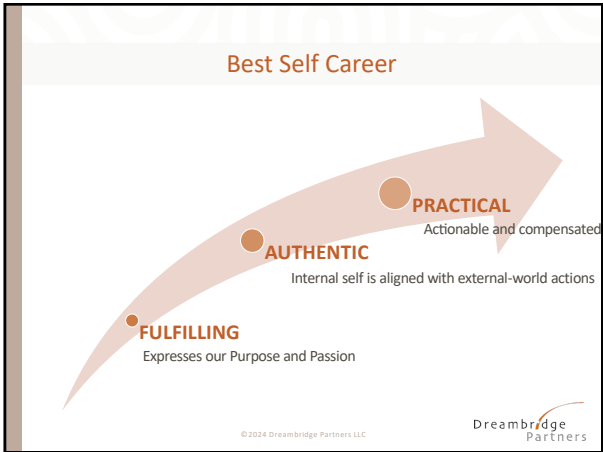 Best Self Career
PRACTICAL
Actionable and compensated
AUTHENTIC
Internal self is aligned with external-world actions
FULFILLING
Expresses our Purpose and Passion
©2024 Dreambridge Partners LLC
Dreambridge
Partners